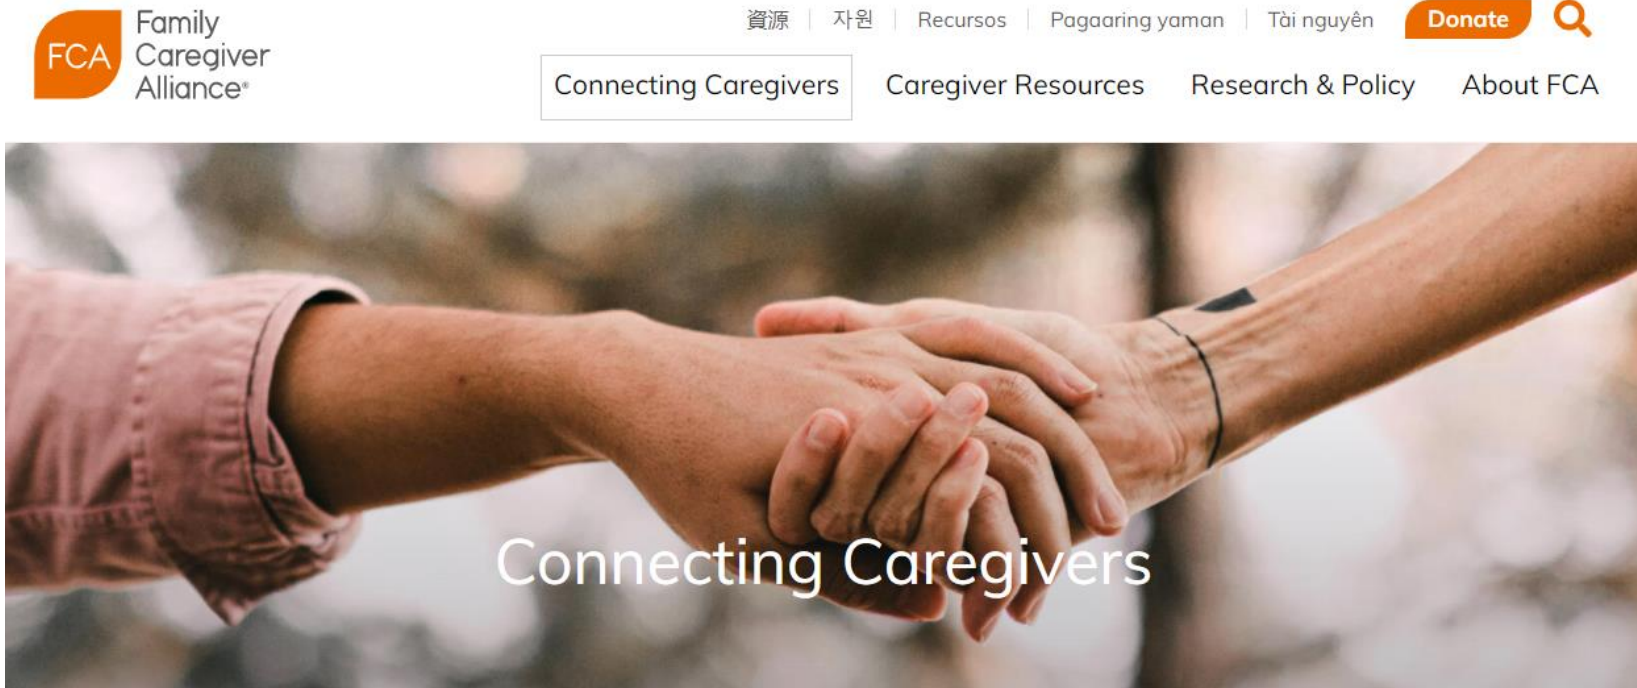 FCA
Family
Caregiver
Alliance®
資源
자원
Recursos
Pagaaring yaman
Tài nguyên
Donate
Connecting Caregivers
Caregiver Resources
Research & Policy
About FCA
Connecting Caregivers